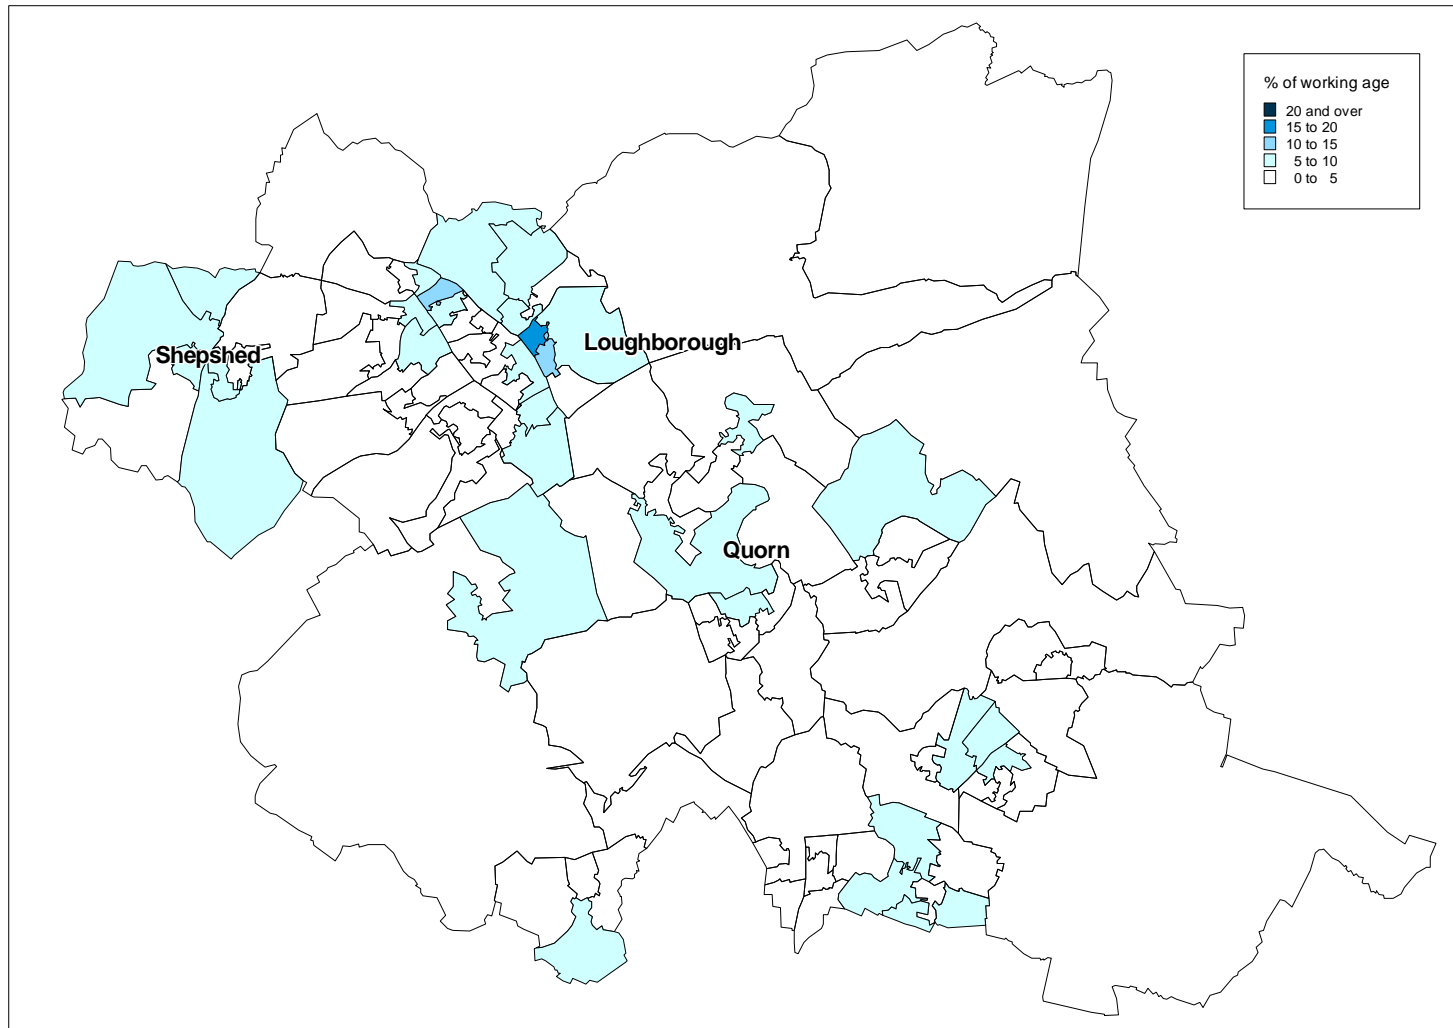 % of working age
20 and over
15 to 20
10 to 15
5 to 10
0 to 5
Loughborough
Shepshed
Quorn